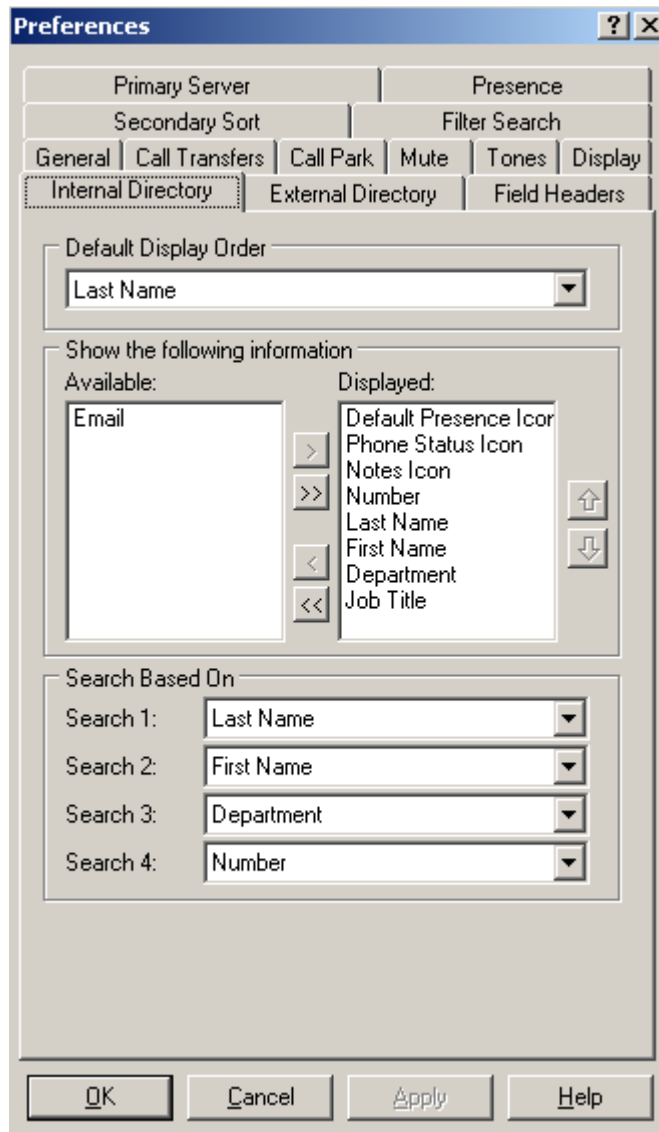 Preferences
Primary Server Presence
Secondary Sort Filter Search
General Call Transfers Call Park Mute Tones Display
Internal Directory External Directory Field Headers
Default Display Order
Last Name
Show the following information
Available: Displayed:
Email
Default Presence Icon
Phone Status Icon
Notes Icon
Number
Last Name
First Name
Department
Job Title
>
>>
<
<<
Search Based On
Search 1: Last Name
Search 2: First Name
Search 3: Department
Search 4: Number
OK Cancel Apply Help